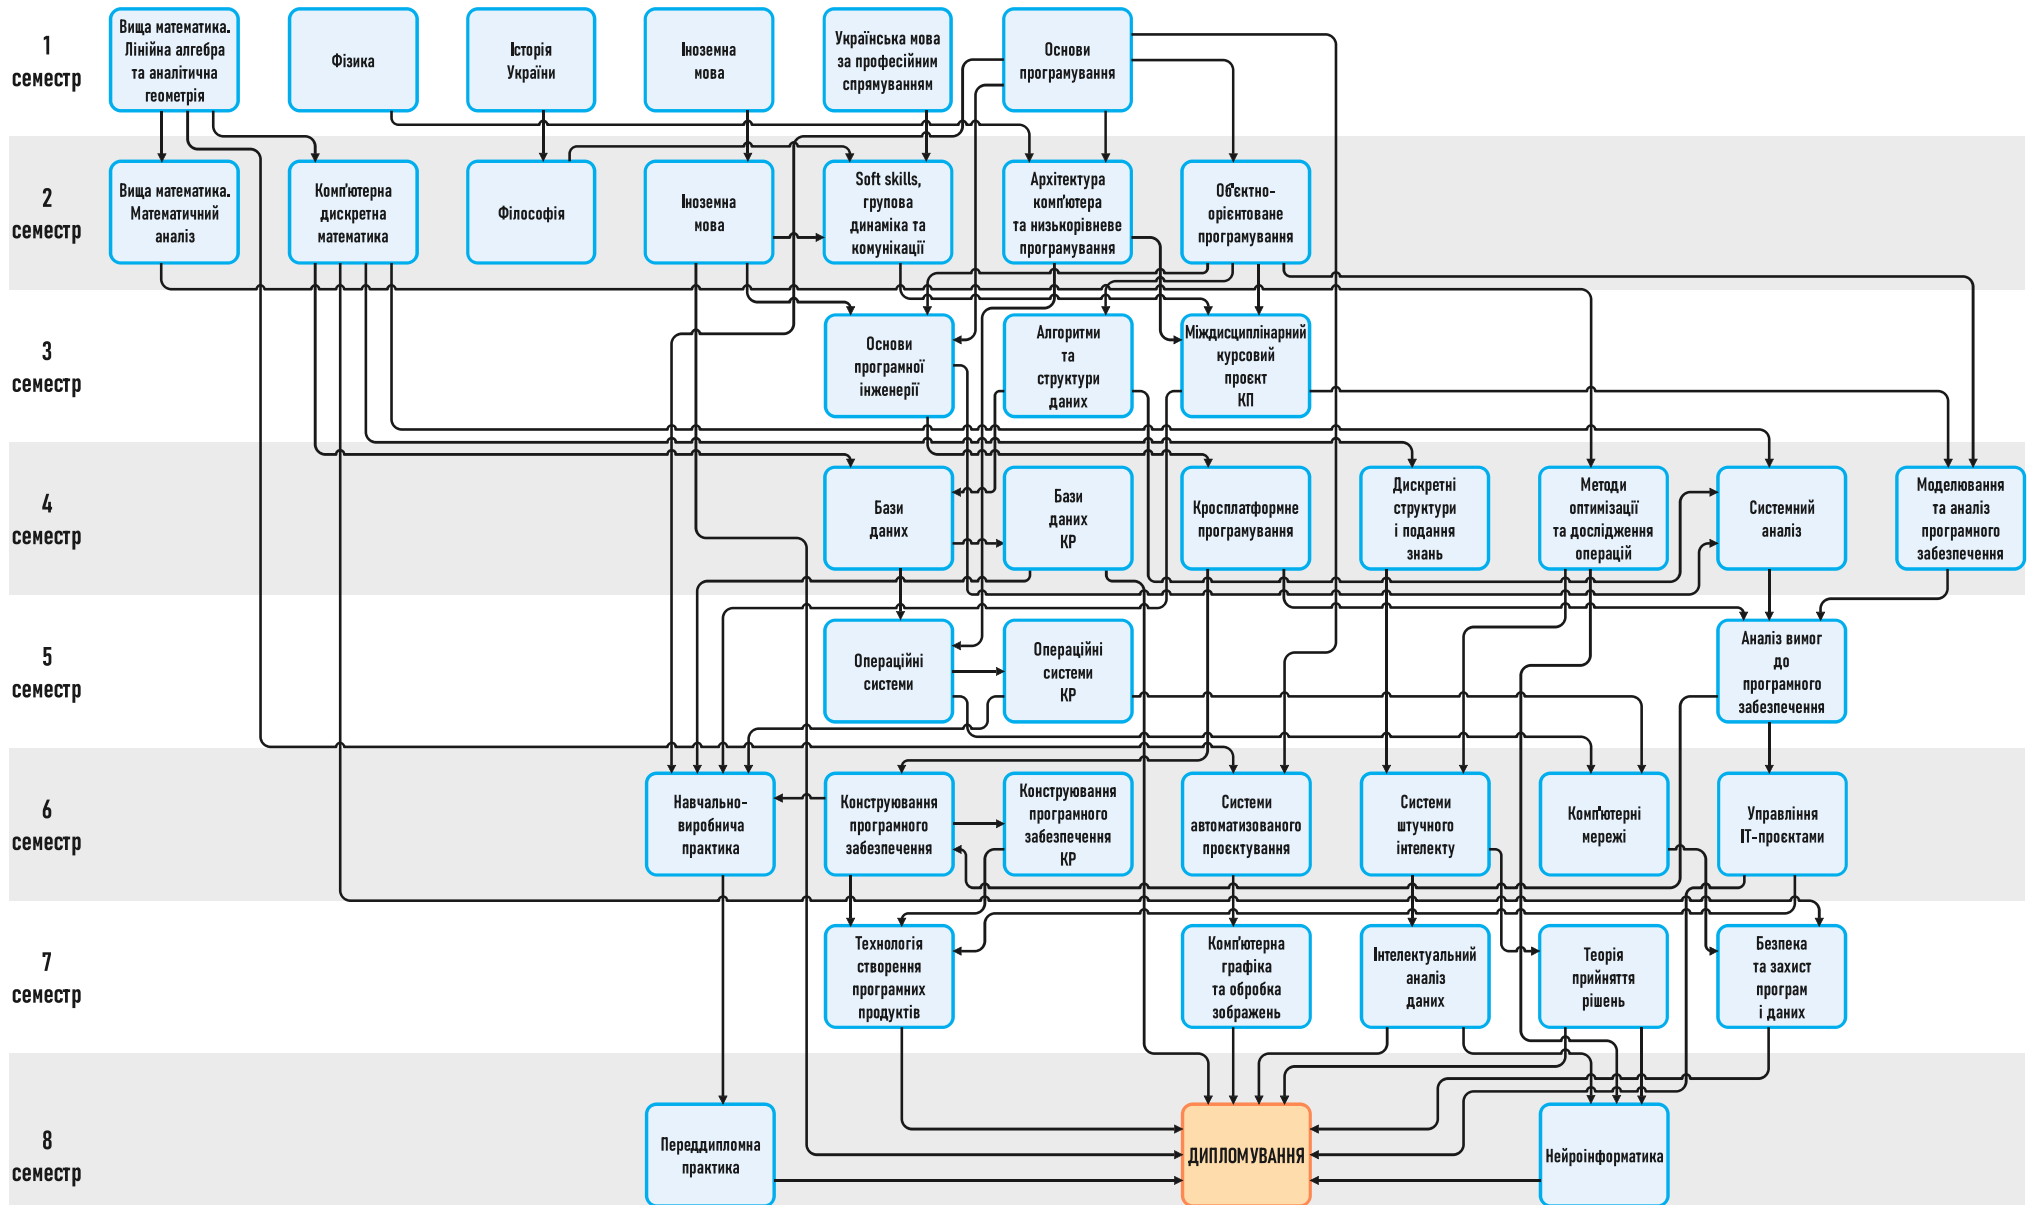 1
семестр
Вища математика.
Лінійна алгебра
та аналітична
геометрія
Фізика
Історія
України
Іноземна
мова
Українська мова
за професійним
спрямуванням
Основи
програмування
2
семестр
Вища математика.
Математичний
аналіз
Комп'ютерна
дискретна
математика
Філософія
Іноземна
мова
Soft skills,
групова
динаміка та
комунікації
Архітектура
комп'ютера
та низькорівневе
програмування
Об'єктно-
орієнтоване
програмування
3
семестр
Основи
програмної
інженерії
Алгоритми
та
структури
даних
Міждисциплінарний
курсовий
проєкт
КП
4
семестр
Бази
даних
Бази
даних
КР
Кросплатформне
програмування
Дискретні
структури
і подання
знань
Методи
оптимізації
та дослідження
операцій
Системний
аналіз
Моделювання
та аналіз
програмного
забезпечення
5
семестр
Операційні
системи
Операційні
системи
КР
Аналіз вимог
до
програмного
забезпечення
6
семестр
Навчально-
виробнича
практика
Конструювання
програмного
забезпечення
Конструювання
програмного
забезпечення
КР
Системи
автоматизованого
проєктування
Системи
штучного
інтелекту
Комп'ютерні
мережі
Управління
ІТ-проєктами
7
семестр
Технологія
створення
програмних
продуктів
Комп'ютерна
графіка
та обробка
зображень
Інтелектуальний
аналіз
даних
Теорія
прийняття
рішень
Безпека
та захист
програм
і даних
8
семестр
Переддипломна
практика
ДИПЛОМУВАННЯ
Нейроінформатика